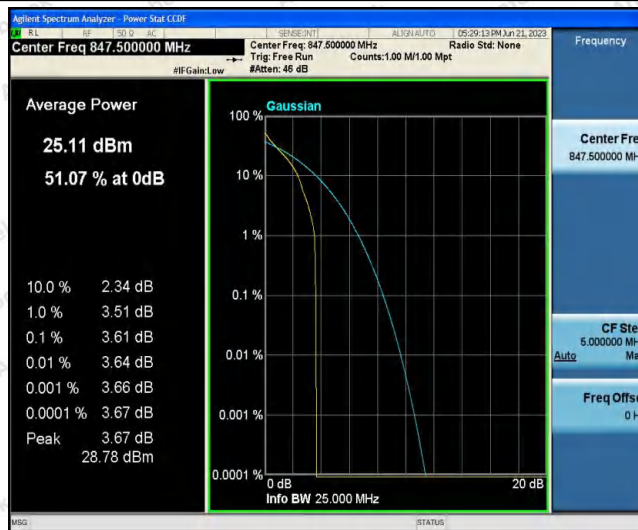 Agilent Spectrum Analyzer - Power Stat CCDF
RL RF 50 Ω AC SENSE:INT ALIGN AUTO 05:29:13 PM Jun 21, 2023
Center Freq 847.500000 MHz
Center Freq: 847.500000 MHz Radio Std: None
Trig: Free Run Counts:1.00 M/1.00 Mpt
#IFGain:Low #Atten: 46 dB
Frequency
Average Power
25.11 dBm
51.07 % at 0dB
10.0 % 2.34 dB
1.0 % 3.51 dB
0.1 % 3.61 dB
0.01 % 3.64 dB
0.001 % 3.66 dB
0.0001 % 3.67 dB
Peak 3.67 dB
28.78 dBm
Gaussian
100 %
10 %
1 %
0.1 %
0.01 %
0.001 %
0.0001 %
0 dB 20 dB
Info BW 25.000 MHz
Center Fre
847.500000 MH
CF Ste
5.000000 MH
Auto Ma
Freq Offse
0 H
MSG STATUS